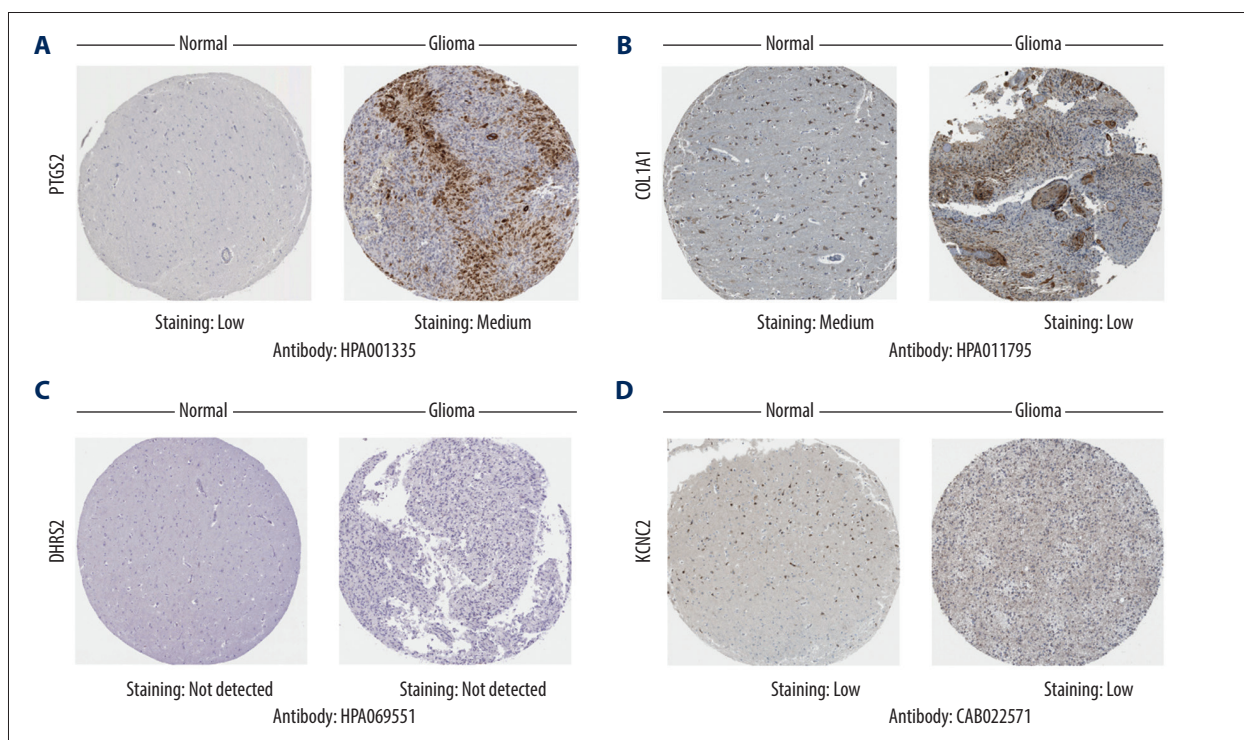 A
Normal
Glioma
PTGS2
Staining: Low
Staining: Medium
Antibody: HPA001335
B
Normal
Glioma
COL1A1
Staining: Medium
Staining: Low
Antibody: HPA011795
C
Normal
Glioma
DHRS2
Staining: Not detected
Staining: Not detected
Antibody: HPA069551
D
Normal
Glioma
KCNC2
Staining: Low
Staining: Low
Antibody: CAB022571